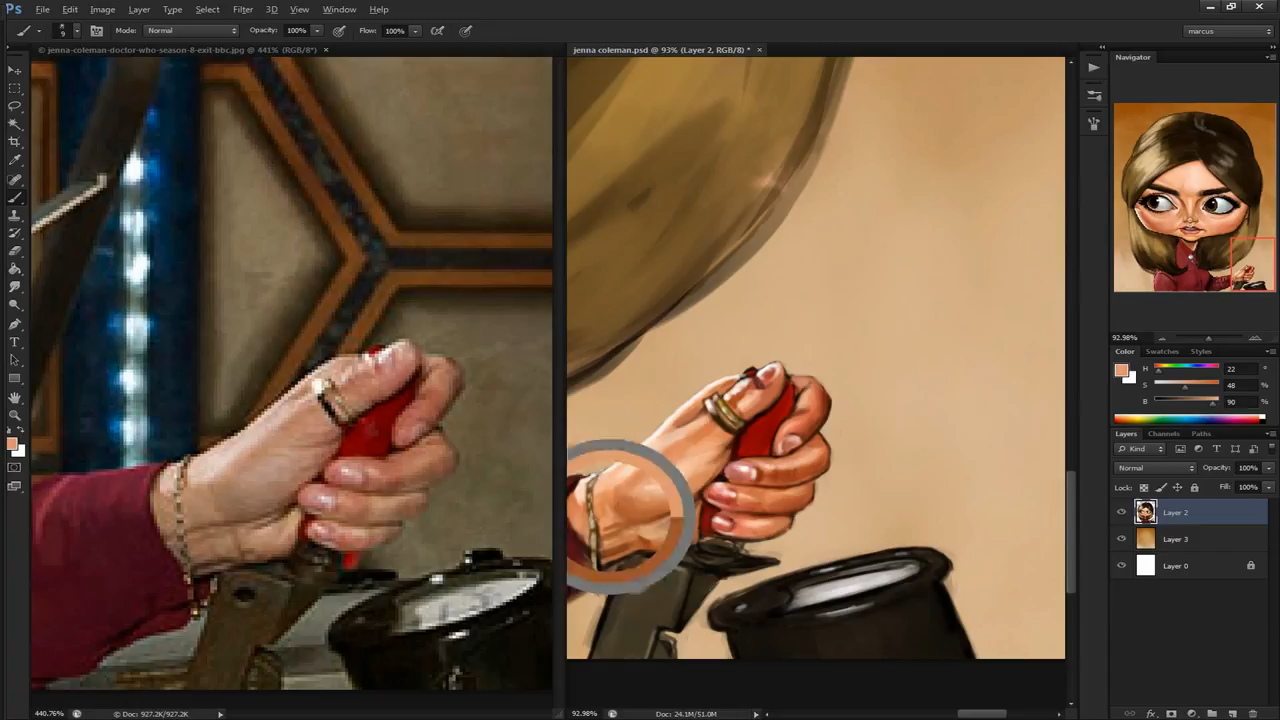 Ps File Edit Image Layer Type Select Filter 3D View Window Help
9 Mode: Normal Opacity: 100% Flow: 100% marcus
© jenna-coleman-doctor-who-season-8-exit-bbc.jpg @ 441% (RGB/8*) × jenna coleman.psd @ 93% (Layer 2, RGB/8) * ×
Navigator
92.98%
Color Swatches Styles
H 22 °
S 48 %
B 90 %
Layers Channels Paths
Kind
Normal Opacity: 100%
Lock: Fill: 100%
Layer 2
Layer 3
Layer 0
440.76% © Doc: 927.2K/927.2K 92.98% Doc: 24.1M/51.0M
fx